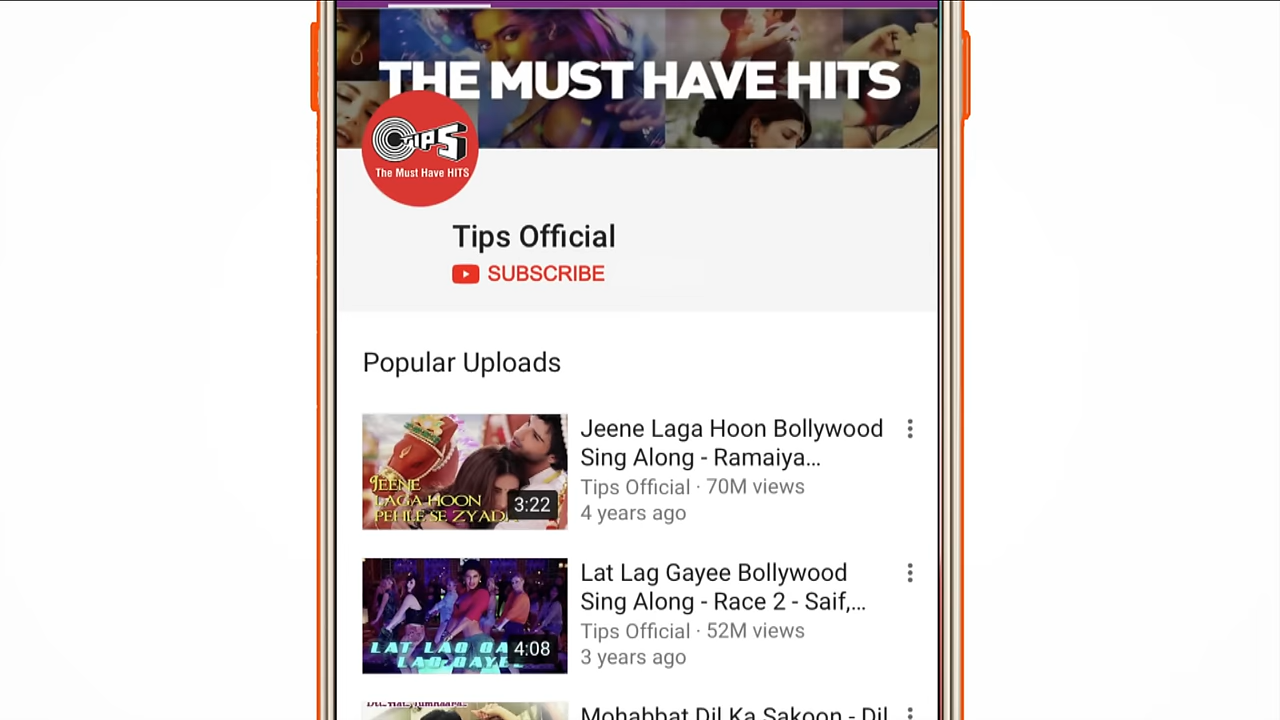 THE MUST HAVE HITS
TIPS
The Must Have HITS
Tips Official
SUBSCRIBE
Popular Uploads
JEENE
LAGA HOON
PEHLE SE ZYADA
3:22
Jeene Laga Hoon Bollywood
Sing Along - Ramaiya...
Tips Official · 70M views
4 years ago
LAT LAG GA
LAG GAYE
4:08
Lat Lag Gayee Bollywood
Sing Along - Race 2 - Saif,...
Tips Official · 52M views
3 years ago
Mohabbat Dil Ka Sakoon - Dil